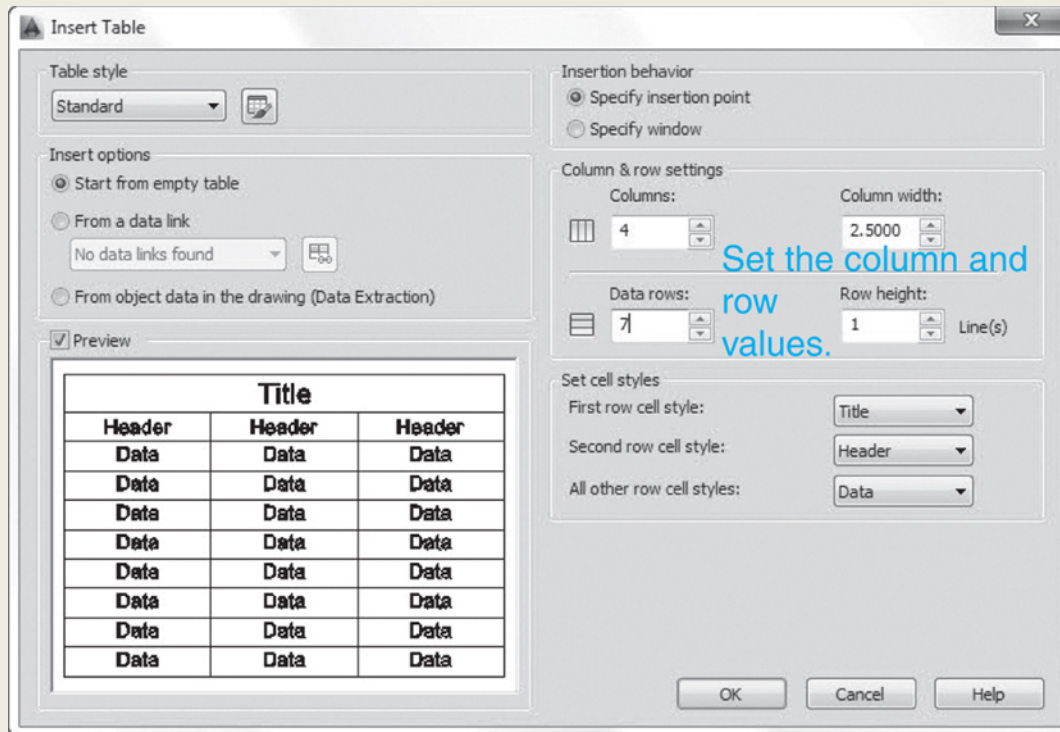 Insert Table
x
Table style
Standard
Insert options
Start from empty table
From a data link
No data links found
From object data in the drawing (Data Extraction)
Preview
Title
Header Header Header
Data Data Data
Data Data Data
Data Data Data
Data Data Data
Data Data Data
Data Data Data
Data Data Data
Data Data Data
Insertion behavior
Specify insertion point
Specify window
Column & row settings
Columns: Column width:
4 2.5000
Set the column and
row
values.
Data rows: Row height:
7 1 Line(s)
Set cell styles
First row cell style: Title
Second row cell style: Header
All other row cell styles: Data
OK Cancel Help